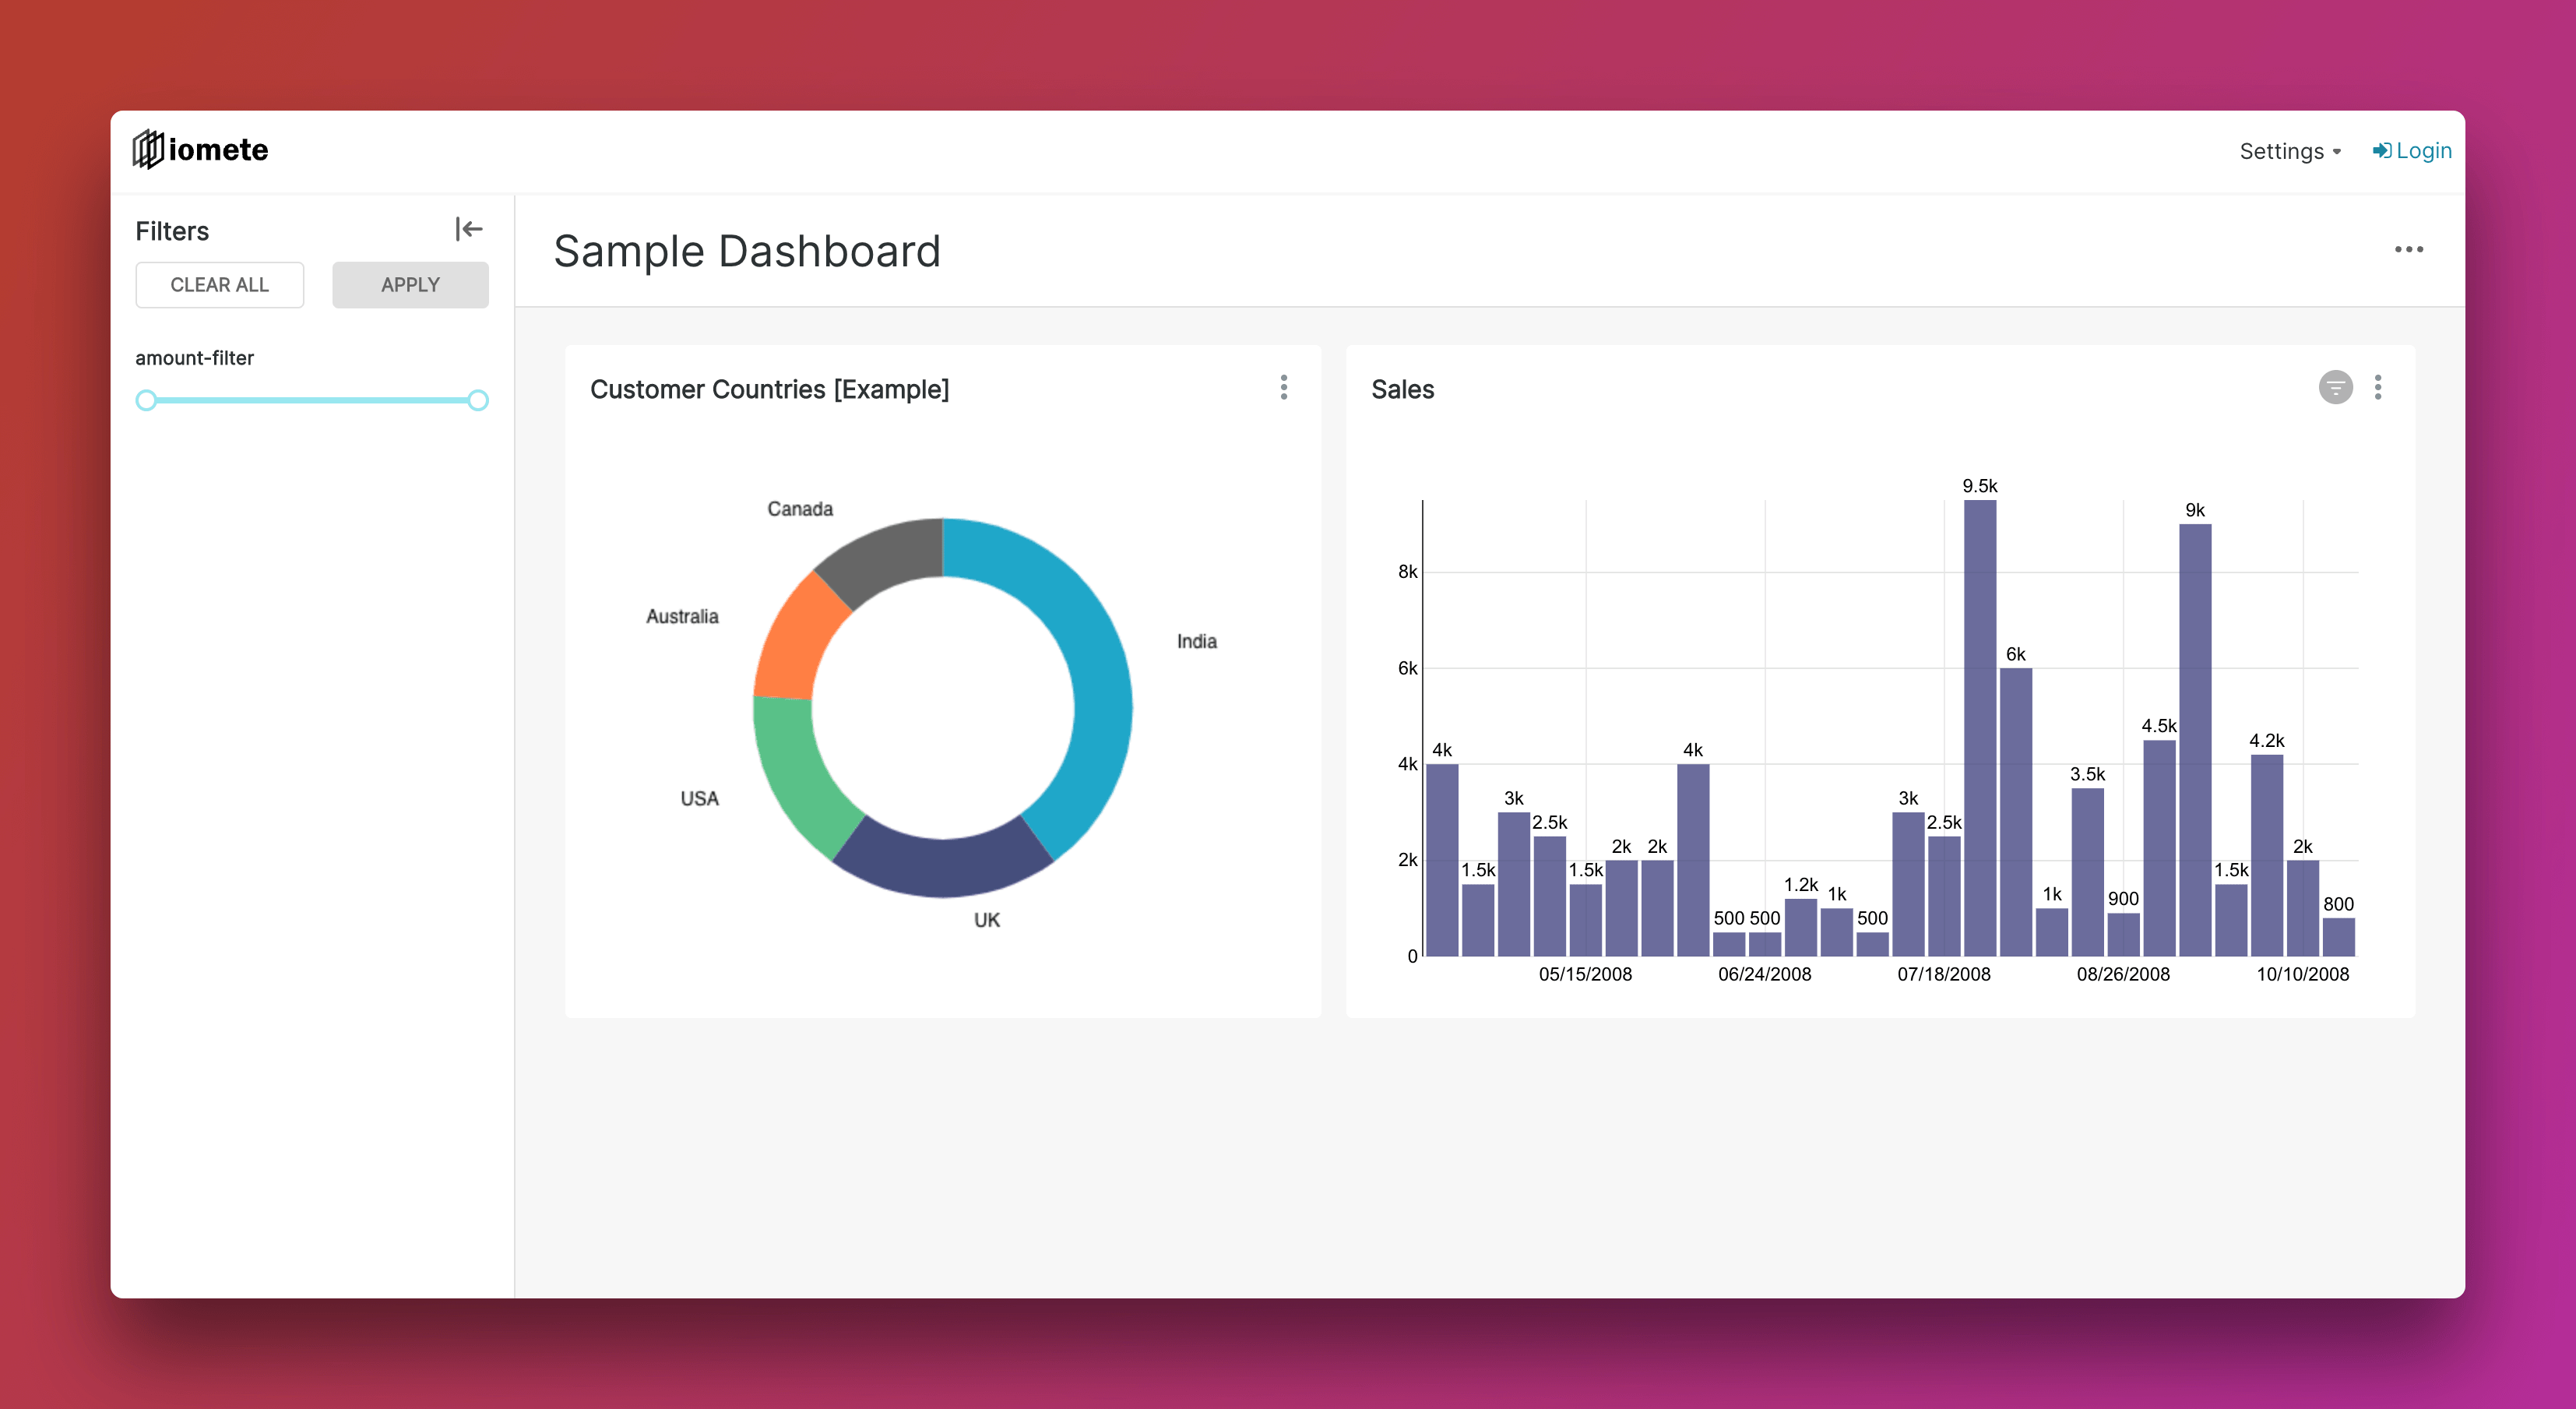 iomete
Settings
Login
Filters
CLEAR ALL
APPLY
amount-filter
Sample Dashboard
Customer Countries [Example]
Canada
Australia
India
USA
UK
Sales
8k
6k
4k
2k
0
4k
1.5k
3k
2.5k
1.5k
2k
2k
4k
500
500
1.2k
1k
500
3k
2.5k
9.5k
6k
1k
3.5k
900
4.5k
9k
1.5k
4.2k
2k
800
05/15/2008
06/24/2008
07/18/2008
08/26/2008
10/10/2008